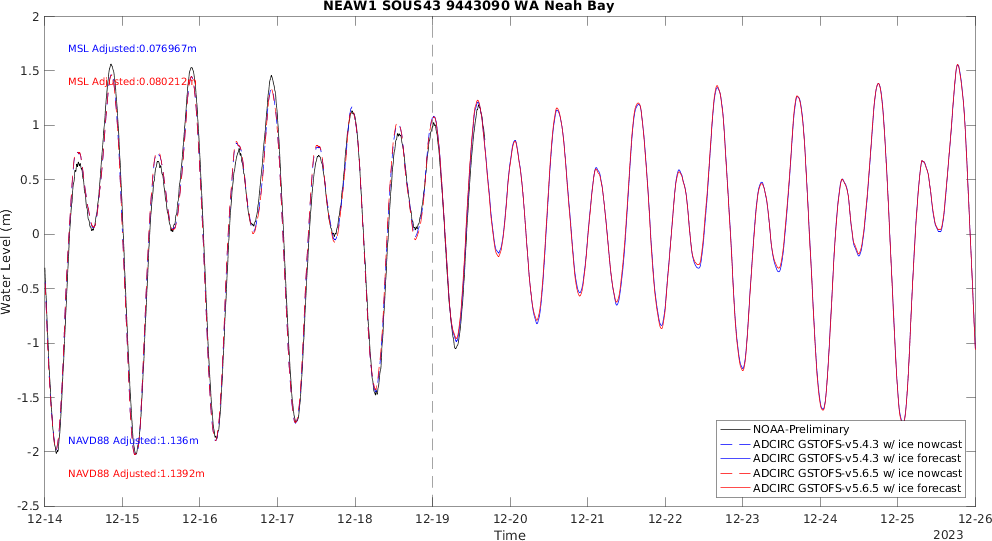 NEAW1 SOUS43 9443090 WA Neah Bay
2
1.5
1
0.5
0
-0.5
-1
-1.5
-2
-2.5
Water Level (m)
MSL Adjusted:0.076967m
MSL Adjusted:0.080212m
NAVD88 Adjusted:1.136m
NAVD88 Adjusted:1.1392m
NOAA-Preliminary
ADCIRC GSTOFS-v5.4.3 w/ ice nowcast
ADCIRC GSTOFS-v5.4.3 w/ ice forecast
ADCIRC GSTOFS-v5.6.5 w/ ice nowcast
ADCIRC GSTOFS-v5.6.5 w/ ice forecast
12-14 12-15 12-16 12-17 12-18 12-19 12-20 12-21 12-22 12-23 12-24 12-25 12-26
Time
2023